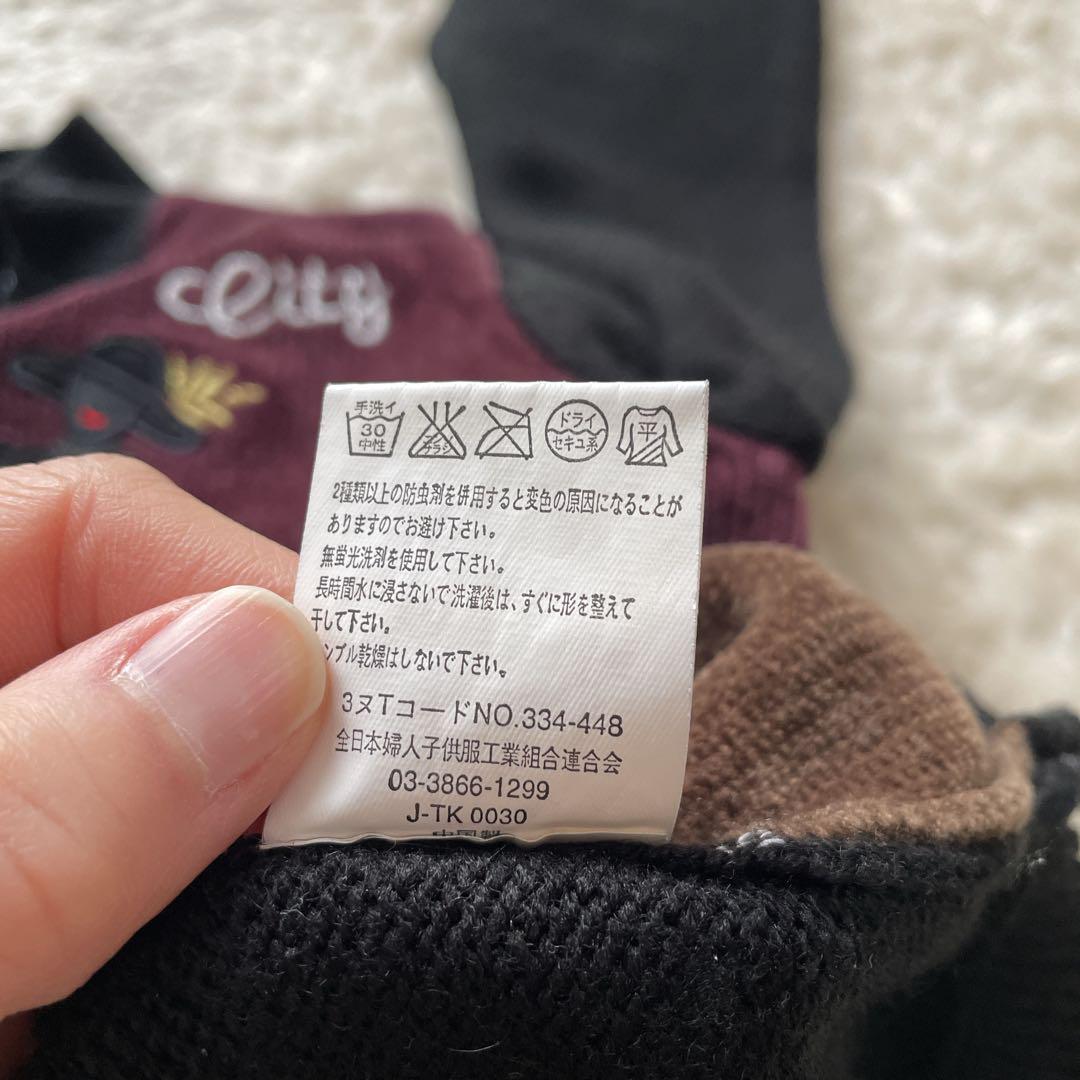 City
手洗イ
30
中性
ドライ
セキユ系
平
2種類以上の防虫剤を併用すると変色の原因になることが
ありますのでお避け下さい。
無蛍光洗剤を使用して下さい。
長時間水に浸さないで洗濯後は、すぐに形を整えて
干して下さい。
ンブル乾燥はしないで下さい。
3ヌTコードNO.334-448
全日本婦人子供服工業組合連合会
03-3866-1299
J-TK 0030
中国製